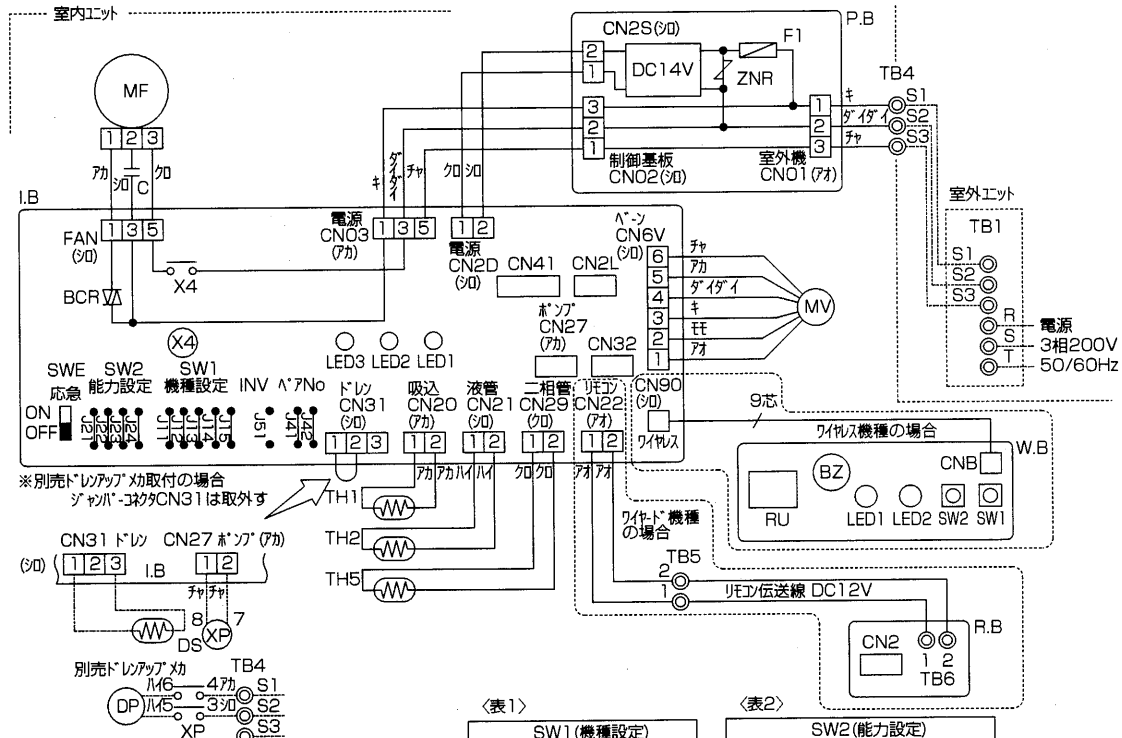 室内ユニット
P.B
CN2S(シロ)
F1
2
1
DC14V
ZNR
TB4
MF
1 2 3
3
2
1
1
2
3
キ
ダイダイ
チャ
S1
S2
S3
制御基板
CN02(シロ)
室外機
CN01(アオ)
アカ
シロ
C
クロ
キ
ダイダイ
チャ
クロ
シロ
I.B
室外ユニット
TB1
S1
S2
S3
R
S
T
電源
3相200V
50/60Hz
FAN
(シロ)
1 3 5
電源
CN03
(アカ)
1 3 5
1 2
電源
CN2D
(シロ)
CN41
CN2L
ベーン
CN6V
(シロ)
6
5
4
3
2
1
チャ
アカ
ダイダイ
キ
モモ
アオ
MV
X4
BCR
ポンプ
CN27
(アカ)
CN32
X4
LED3 LED2 LED1
SWE
応急
ON
OFF
SW2
能力設定
J21
J22
J23
J24
SW1
機種設定
J11
J12
J13
J14
J15
INV
J51
ペアNo
J41
J42
ドレン
CN31
(シロ)
1 2 3
吸込
CN20
(アカ)
1 2
液管
CN21
(シロ)
1 2
二相管
CN29
(クロ)
1 2
リモコン
CN22
(アオ)
1 2
CN90
(シロ)
ワイヤレス
9芯
ワイヤレス機種の場合
W.B
CNB
BZ
RU
LED1 LED2 SW2 SW1
アカ アカ ハイ ハイ クロ クロ アオ アオ
※別売ドレンアップメカ取付の場合
ジャンパーコネクタCN31は取外す
TH1
TH2
TH5
ワイヤード機種
の場合
TB5
2
1
リモコン伝送線 DC12V
R.B
CN2
1 2
TB6
CN31 ドレン CN27 ポンプ(アカ)
(シロ)
1 2 3
I.B
1 2
チャ チャ
8
7
DS
XP
別売ドレンアップメカ
TB4
DP
ハイ6
ハイ5
4アカ
3シロ
S1
S2
S3
XP
〈表1〉
SW1(機種設定)
〈表2〉
SW2(能力設定)